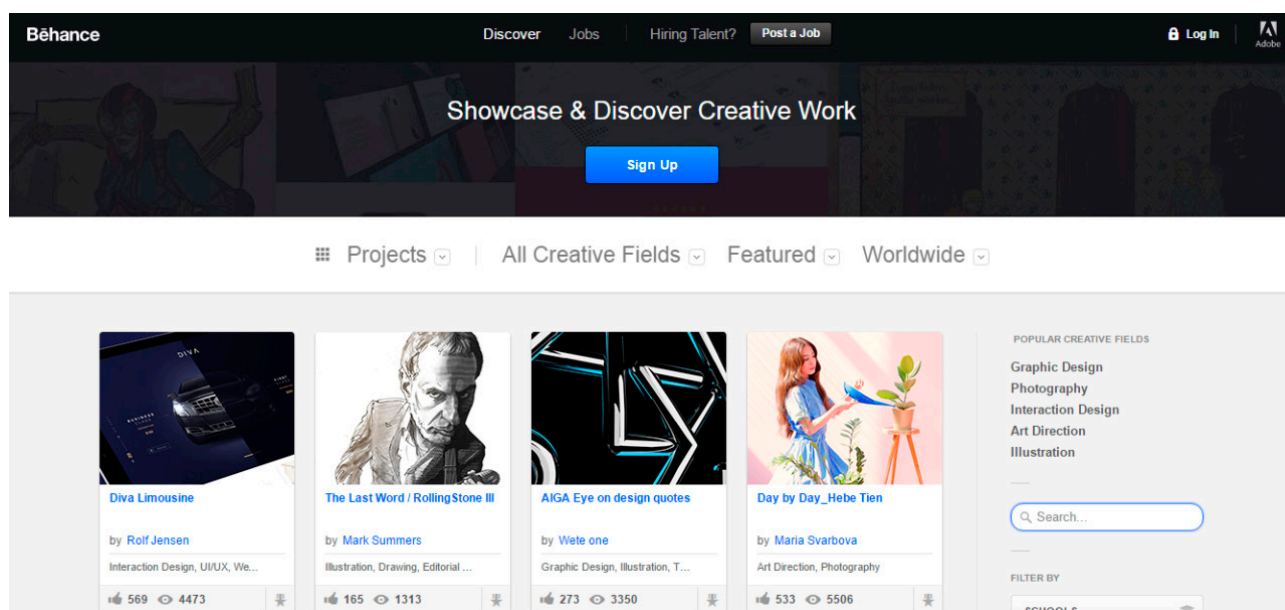 Bēhance
Discover Jobs Hiring Talent? Post a Job
Log In
Adobe
Showcase & Discover Creative Work
Sign Up
Projects All Creative Fields Featured Worldwide
DIVA
Diva Limousine
by Rolf Jensen
Interaction Design, UI/UX, We...
569 4473
The Last Word / RollingStone III
by Mark Summers
Illustration, Drawing, Editorial ...
165 1313
AIGA Eye on design quotes
by Wete one
Graphic Design, Illustration, T...
273 3350
Day by Day_Hebe Tien
by Maria Svarbova
Art Direction, Photography
533 5506
POPULAR CREATIVE FIELDS
Graphic Design
Photography
Interaction Design
Art Direction
Illustration
Search...
FILTER BY
SCHOOLS